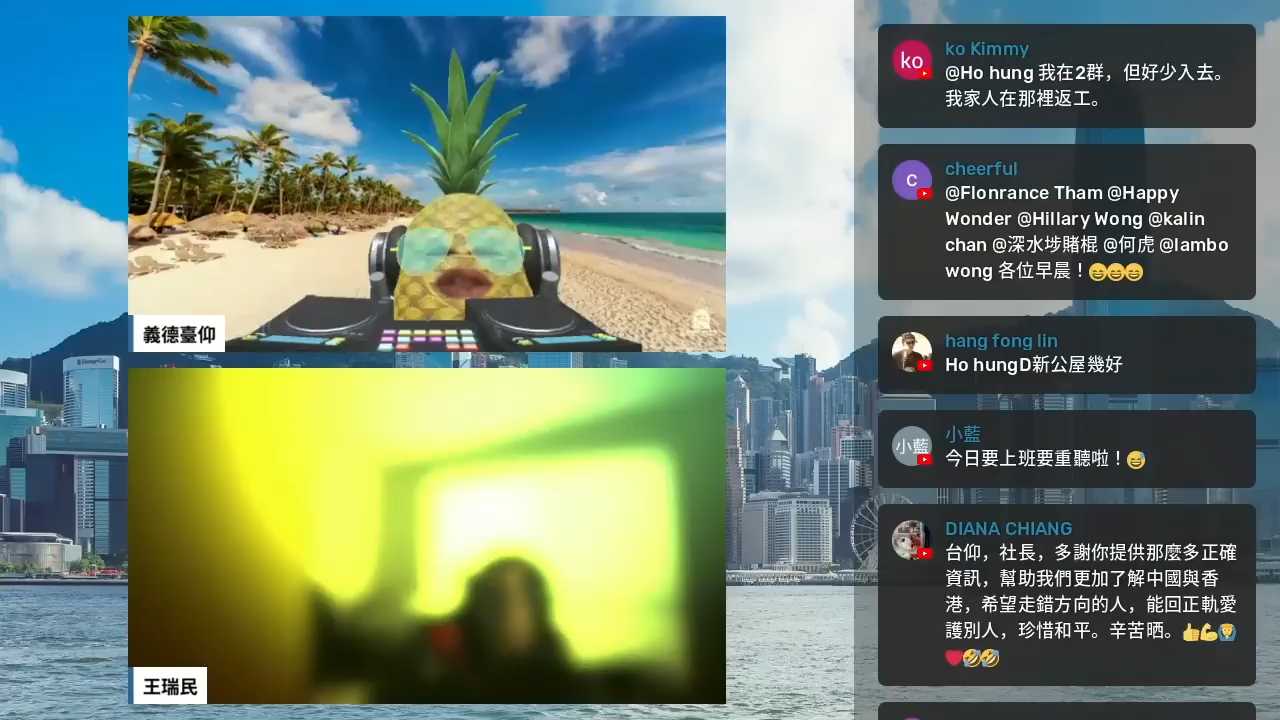 義德臺仰
王瑞民
ko
ko Kimmy
@Ho hung 我在2群，但好少入去。
我家人在那裡返工。
c
cheerful
@Flonrance Tham @Happy
Wonder @Hillary Wong @kalin
chan @深水埗賭棍 @何虎 @lambo
wong 各位早晨！😄😄😄
hang fong lin
Ho hungD新公屋幾好
小藍
小藍
今日要上班要重聽啦！😅
DIANA CHIANG
台仰，社長，多謝你提供那麼多正確
資訊，幫助我們更加了解中國與香
港，希望走錯方向的人，能回正軌愛
護別人，珍惜和平。辛苦晒。👍💪🙆‍♂️
❤️🤣🤣